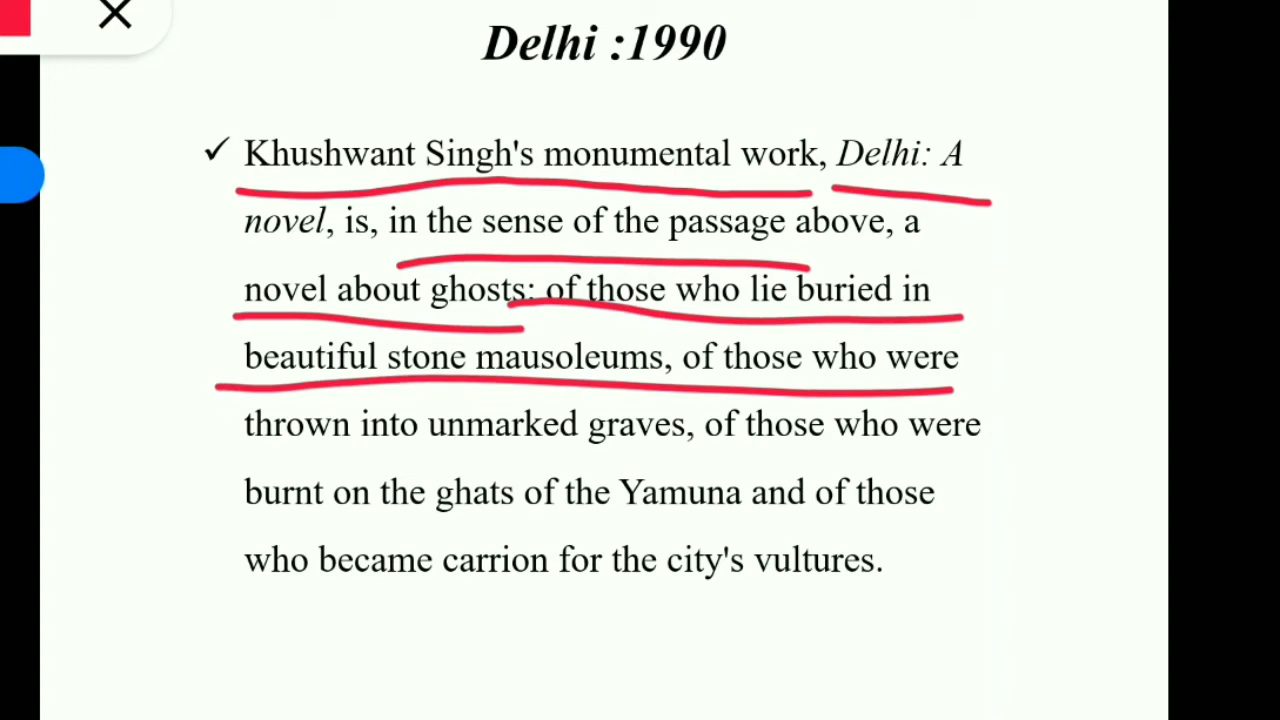 Delhi :1990
✓ Khushwant Singh's monumental work, Delhi: A
novel, is, in the sense of the passage above, a
novel about ghosts: of those who lie buried in
beautiful stone mausoleums, of those who were
thrown into unmarked graves, of those who were
burnt on the ghats of the Yamuna and of those
who became carrion for the city's vultures.